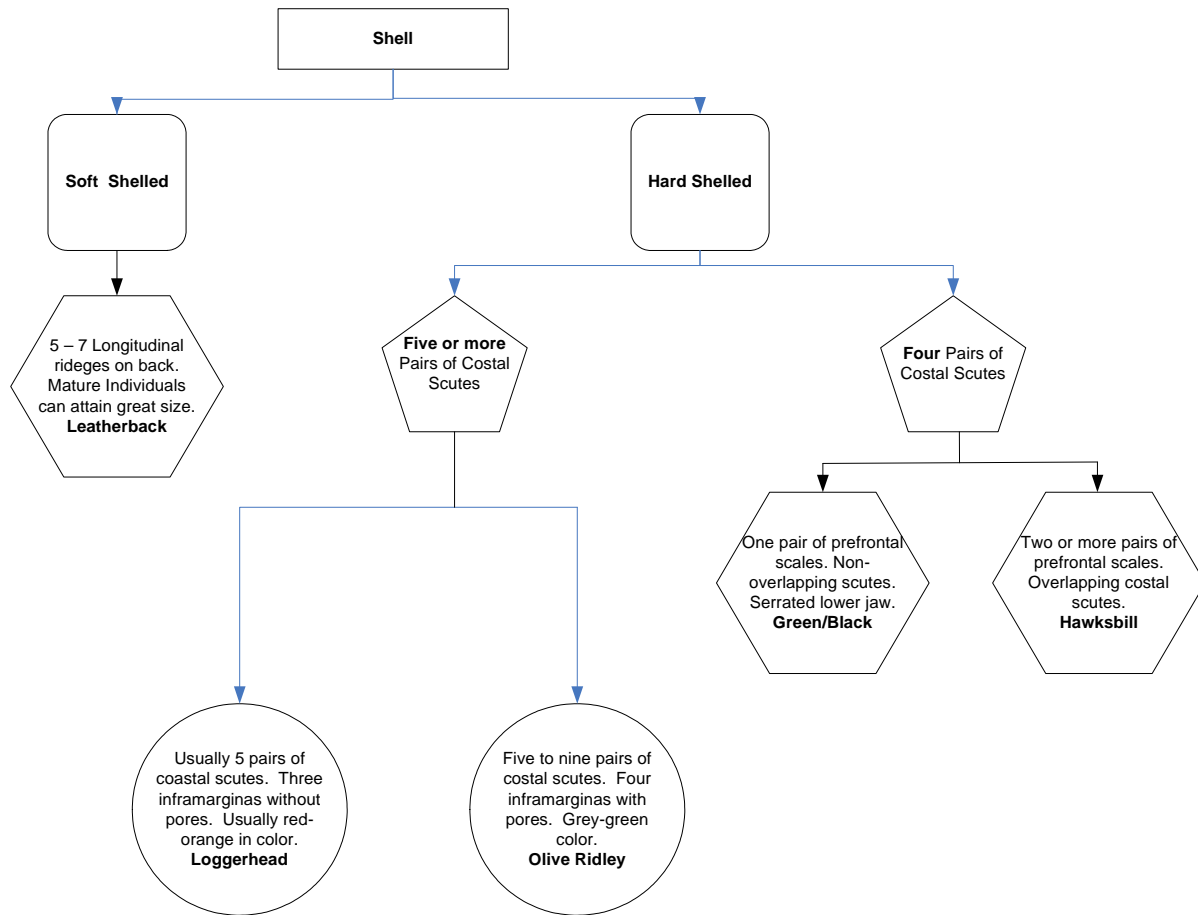 Shell
Soft Shelled
Hard Shelled
5 – 7 Longitudinal
rideges on back.
Mature Individuals
can attain great size.
Leatherback
Five or more
Pairs of Costal
Scutes
Four Pairs of
Costal Scutes
One pair of prefrontal
scales. Non-
overlapping scutes.
Serrated lower jaw.
Green/Black
Two or more pairs of
prefrontal scales.
Overlapping costal
scutes.
Hawksbill
Usually 5 pairs of
coastal scutes. Three
inframarginas without
pores. Usually red-
orange in color.
Loggerhead
Five to nine pairs of
costal scutes. Four
inframarginas with
pores. Grey-green
color.
Olive Ridley